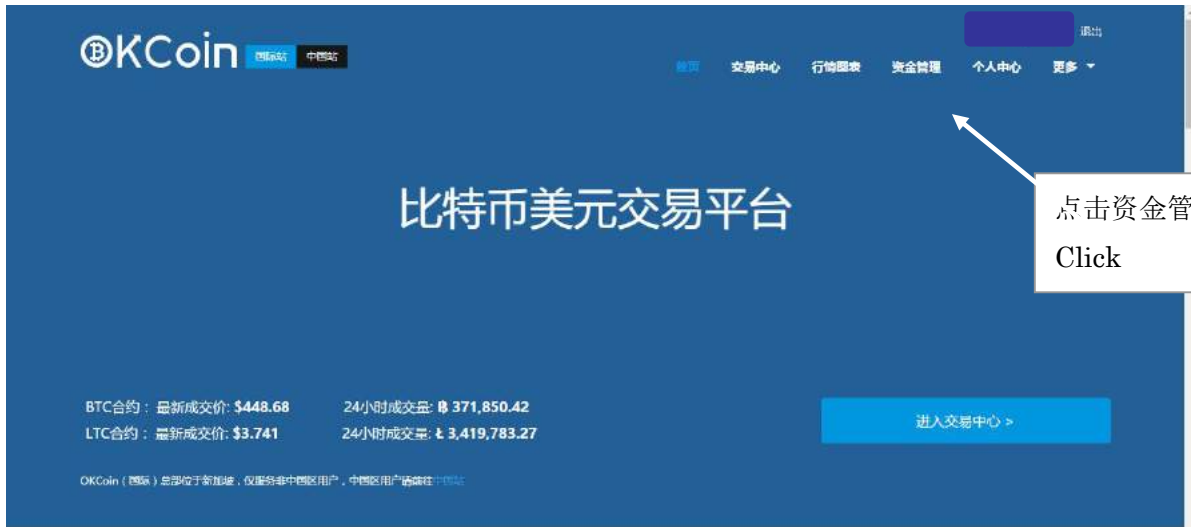 OKCoin 国际站 中国站
退出
首页 交易中心 行情图表 资金管理 个人中心 更多
比特币美元交易平台
点击资金管
Click
BTC合约： 最新成交价: $448.68 24小时成交量: ฿ 371,850.42
LTC合约： 最新成交价: $3.741 24小时成交量: Ł 3,419,783.27
进入交易中心 >
OKCoin（国际）总部位于新加坡，仅服务非中国区用户，中国区用户请前往中国站